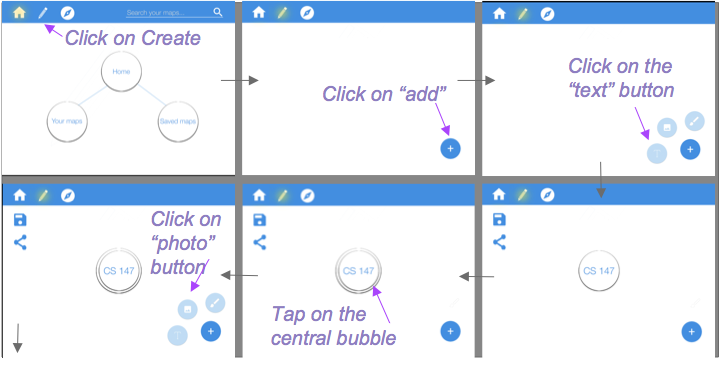 Search your maps...
Click on Create
Home
Your maps
Saved maps
Click on “add”
+
Click on the
“text” button
+
CS 147
+
CS 147
Tap on the
central bubble
+
Click on
“photo”
button
CS 147
+